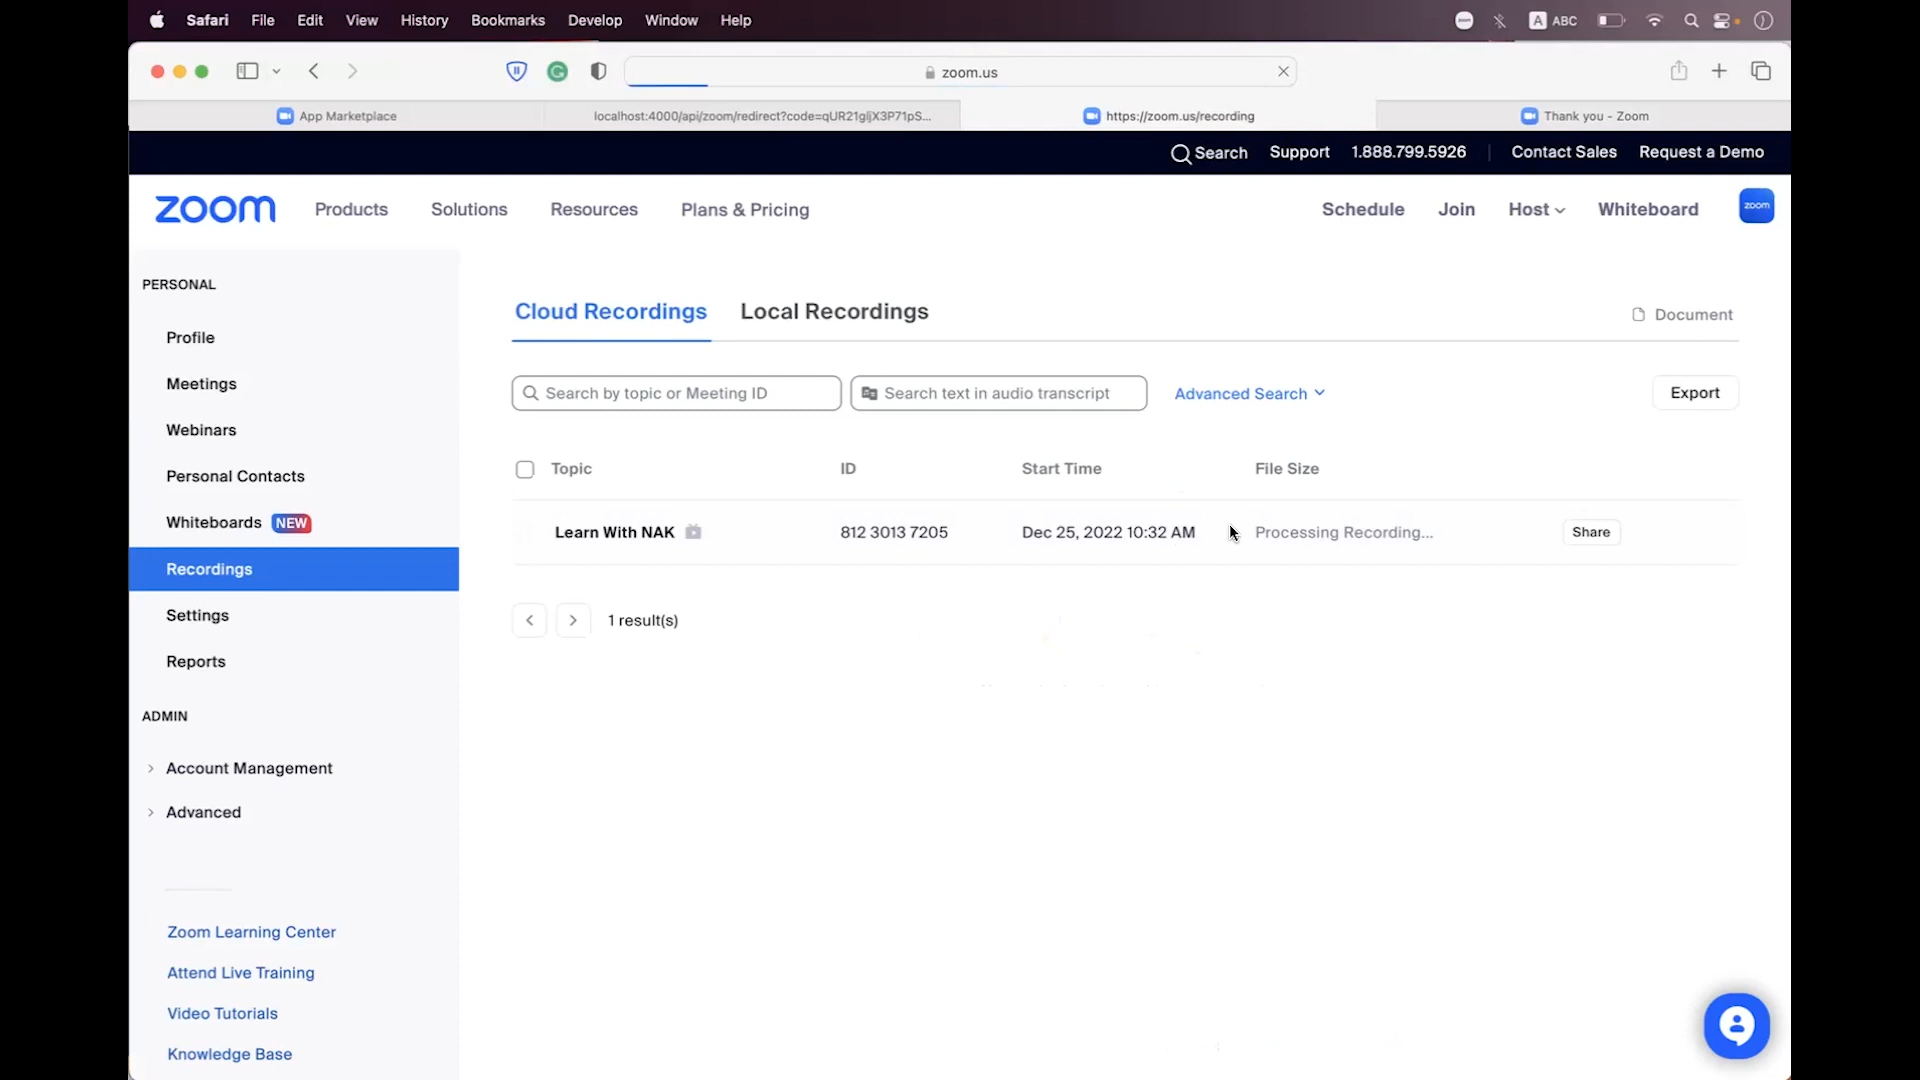 Safari File Edit View History Bookmarks Develop Window Help A ABC
zoom.us
App Marketplace localhost:4000/api/zoom/redirect?code=qUR21gljX3P71pS... https://zoom.us/recording Thank you - Zoom
Search Support 1.888.799.5926 Contact Sales Request a Demo
zoom Products Solutions Resources Plans & Pricing Schedule Join Host Whiteboard zoom
PERSONAL
Profile
Meetings
Webinars
Personal Contacts
Whiteboards NEW
Recordings
Settings
Reports
ADMIN
Account Management
Advanced
Zoom Learning Center
Attend Live Training
Video Tutorials
Knowledge Base
Cloud Recordings Local Recordings Document
Search by topic or Meeting ID Search text in audio transcript Advanced Search Export
Topic ID Start Time File Size
Learn With NAK 812 3013 7205 Dec 25, 2022 10:32 AM Processing Recording... Share
1 result(s)